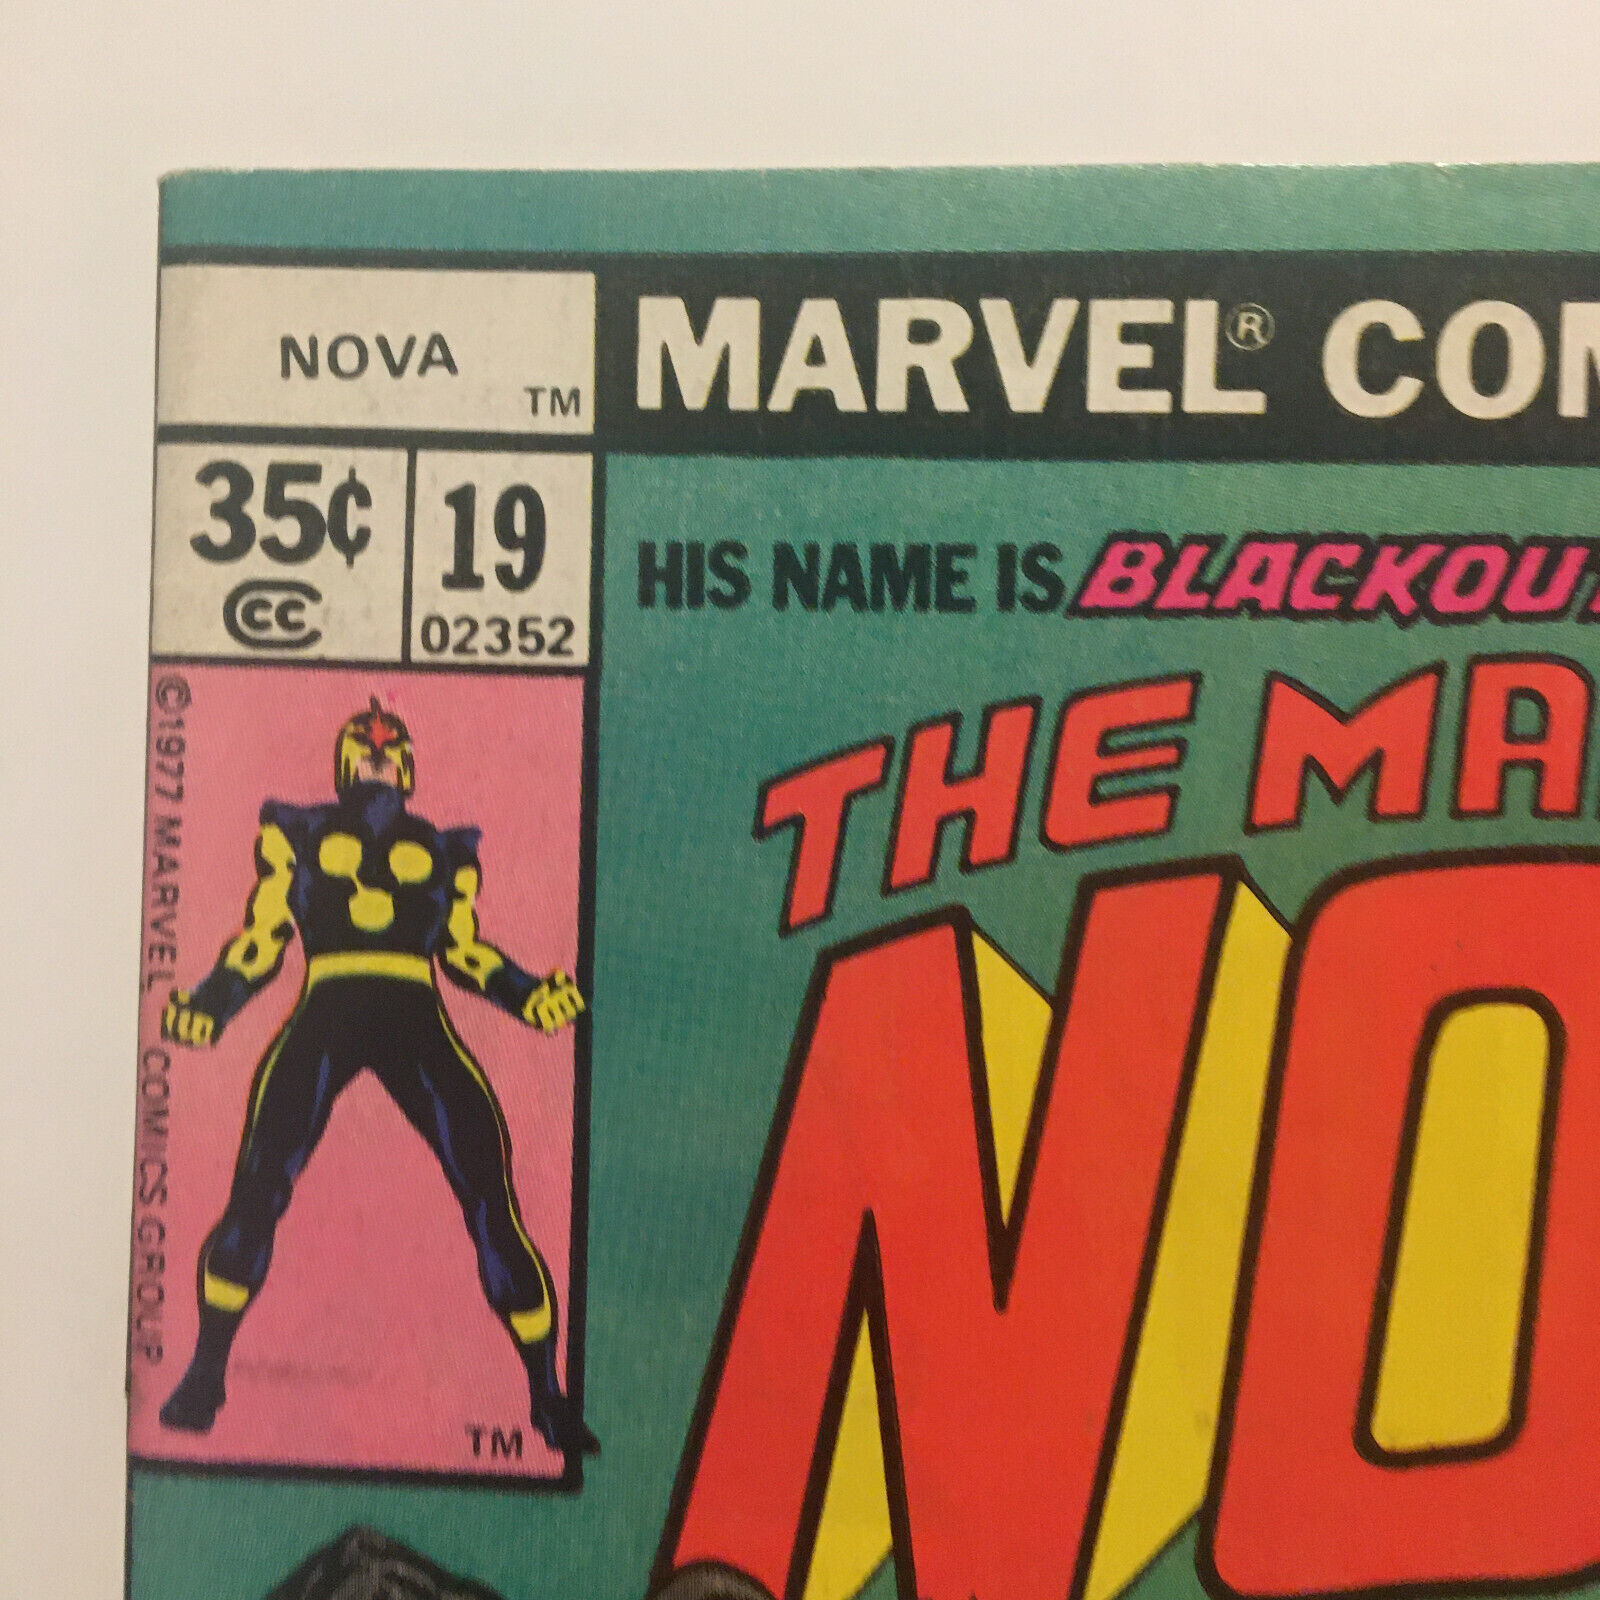 NOVA
TM
MARVEL® COM
35¢
19
CC
02352
HIS NAME IS BLACKOUT
THE MA
NO
©1977 MARVEL COMICS GROUP
TM